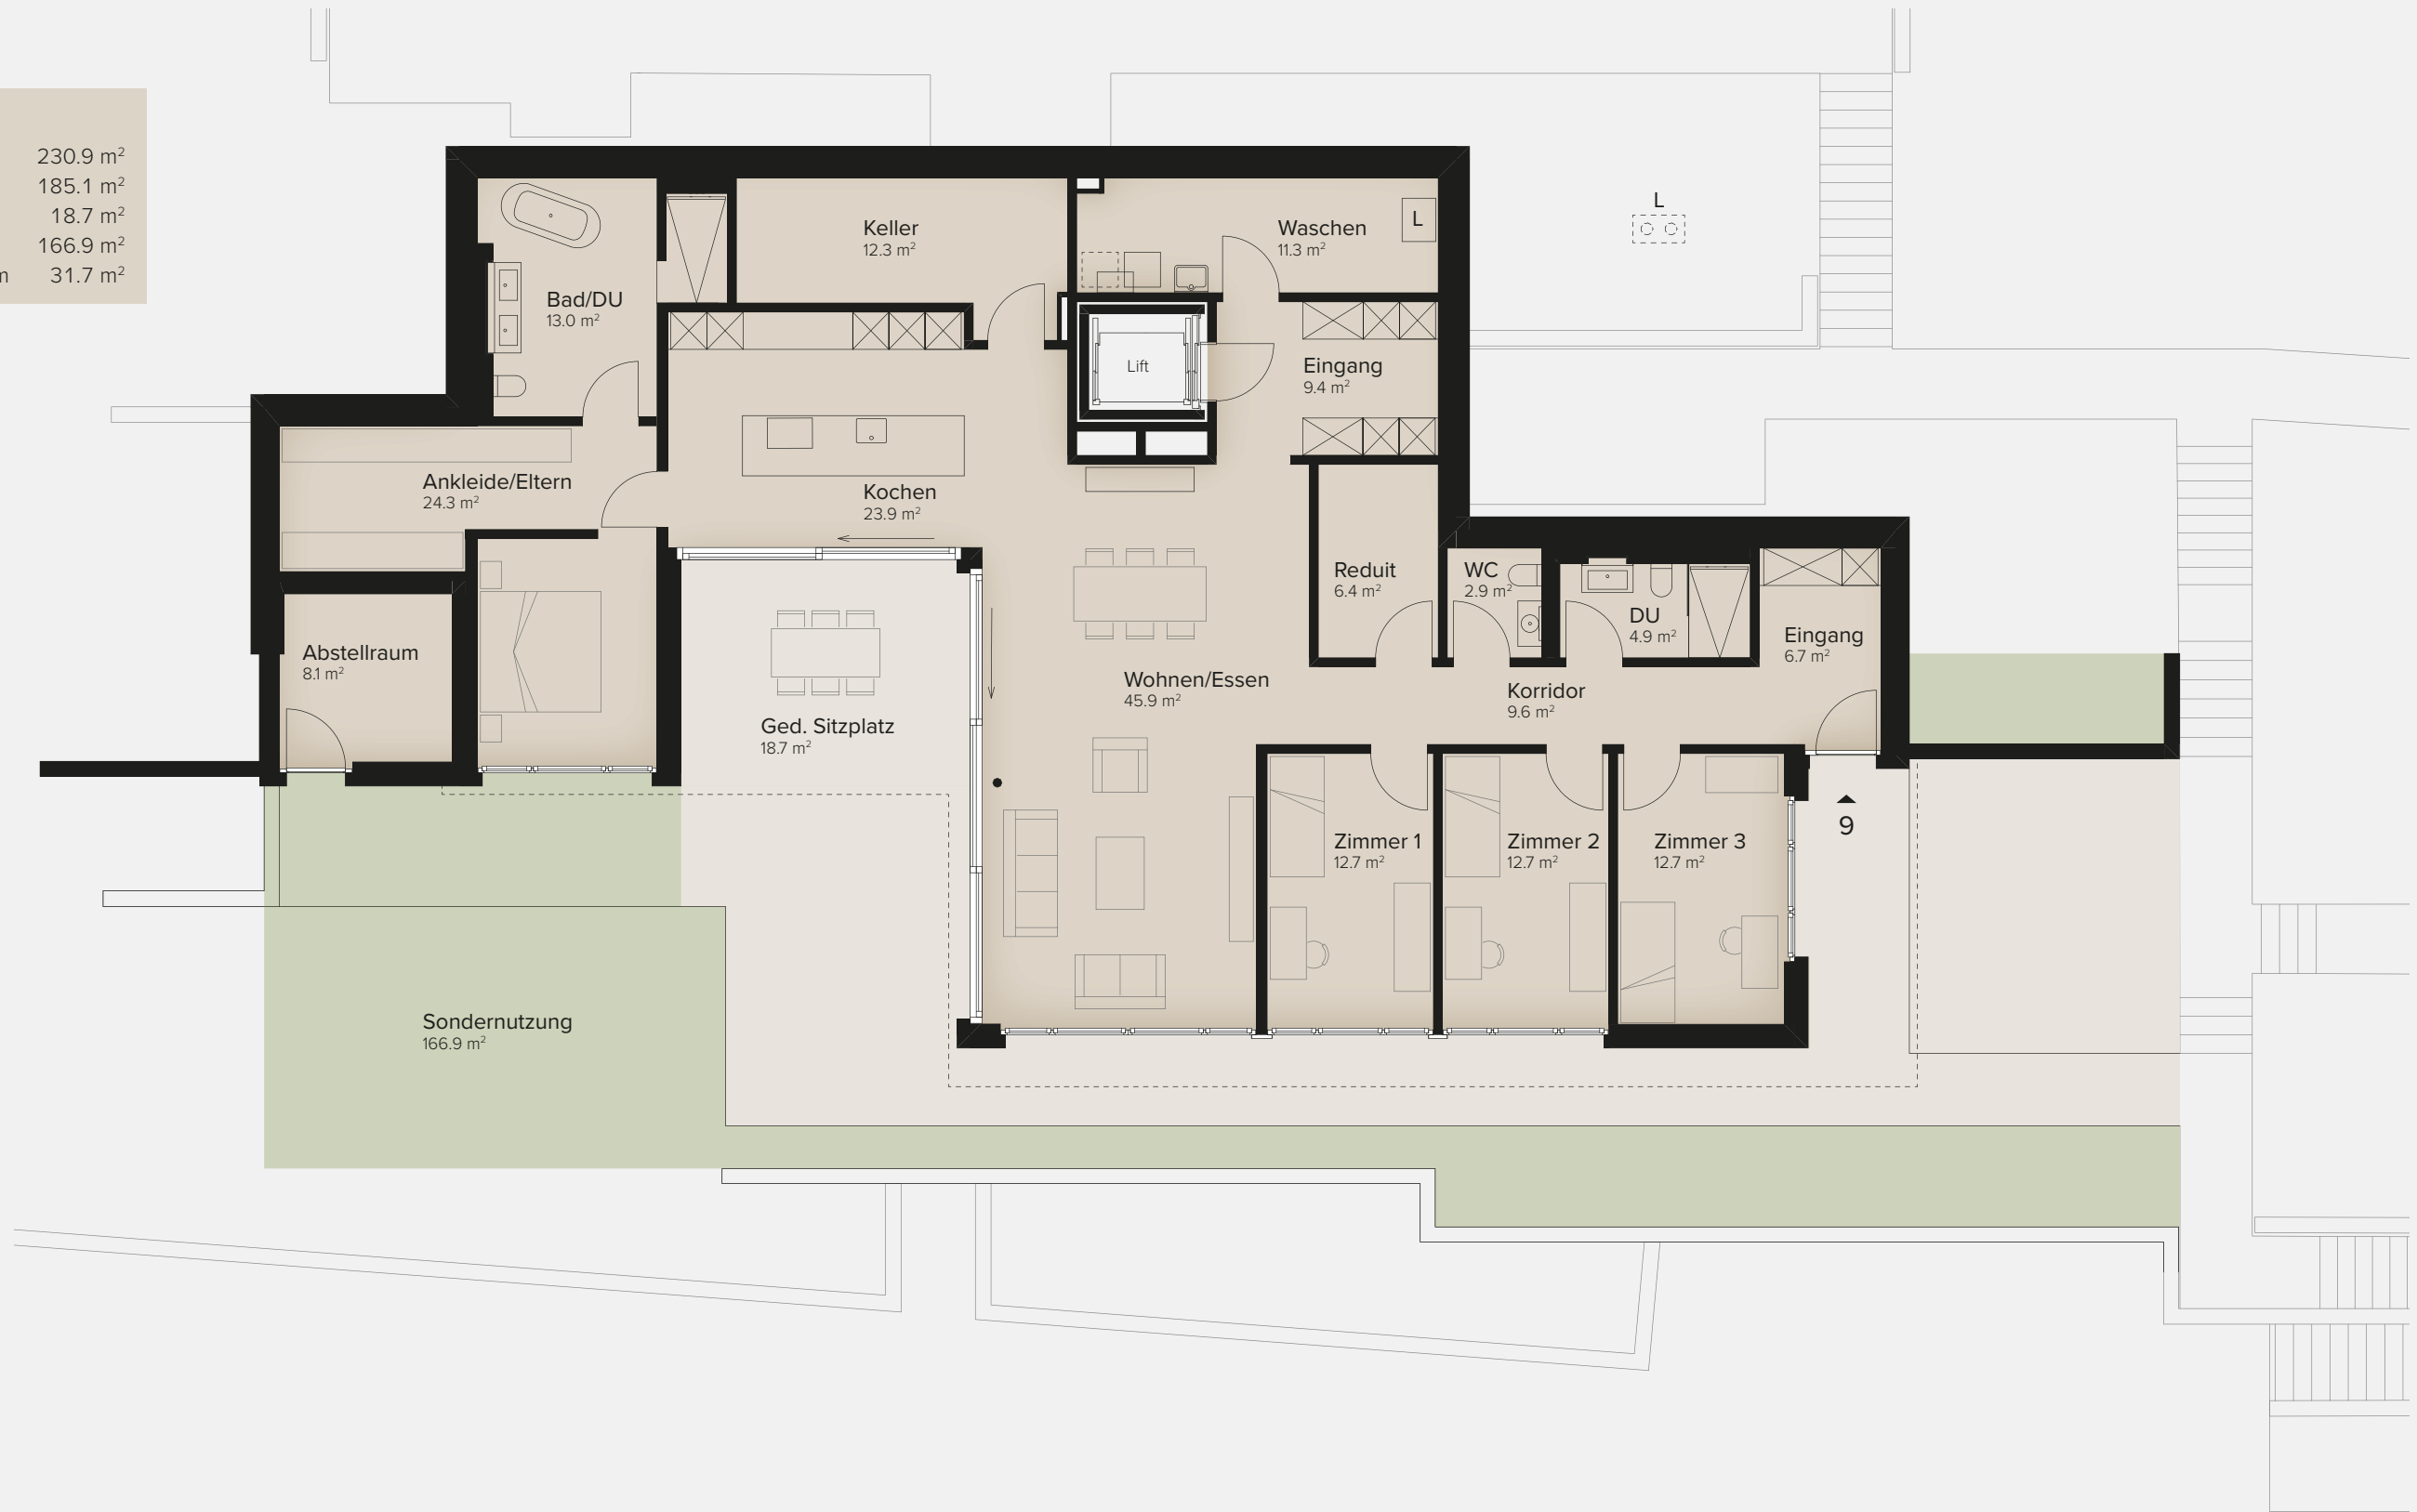 230.9 m²
185.1 m²
18.7 m²
166.9 m²
m 31.7 m²
L
Keller
12.3 m²
Waschen
11.3 m²
L
Bad/DU
13.0 m²
Lift
Eingang
9.4 m²
Ankleide/Eltern
24.3 m²
Kochen
23.9 m²
Reduit
6.4 m²
WC
2.9 m²
DU
4.9 m²
Eingang
6.7 m²
Abstellraum
8.1 m²
Wohnen/Essen
45.9 m²
Korridor
9.6 m²
Ged. Sitzplatz
18.7 m²
9
Zimmer 1
12.7 m²
Zimmer 2
12.7 m²
Zimmer 3
12.7 m²
Sondernutzung
166.9 m²